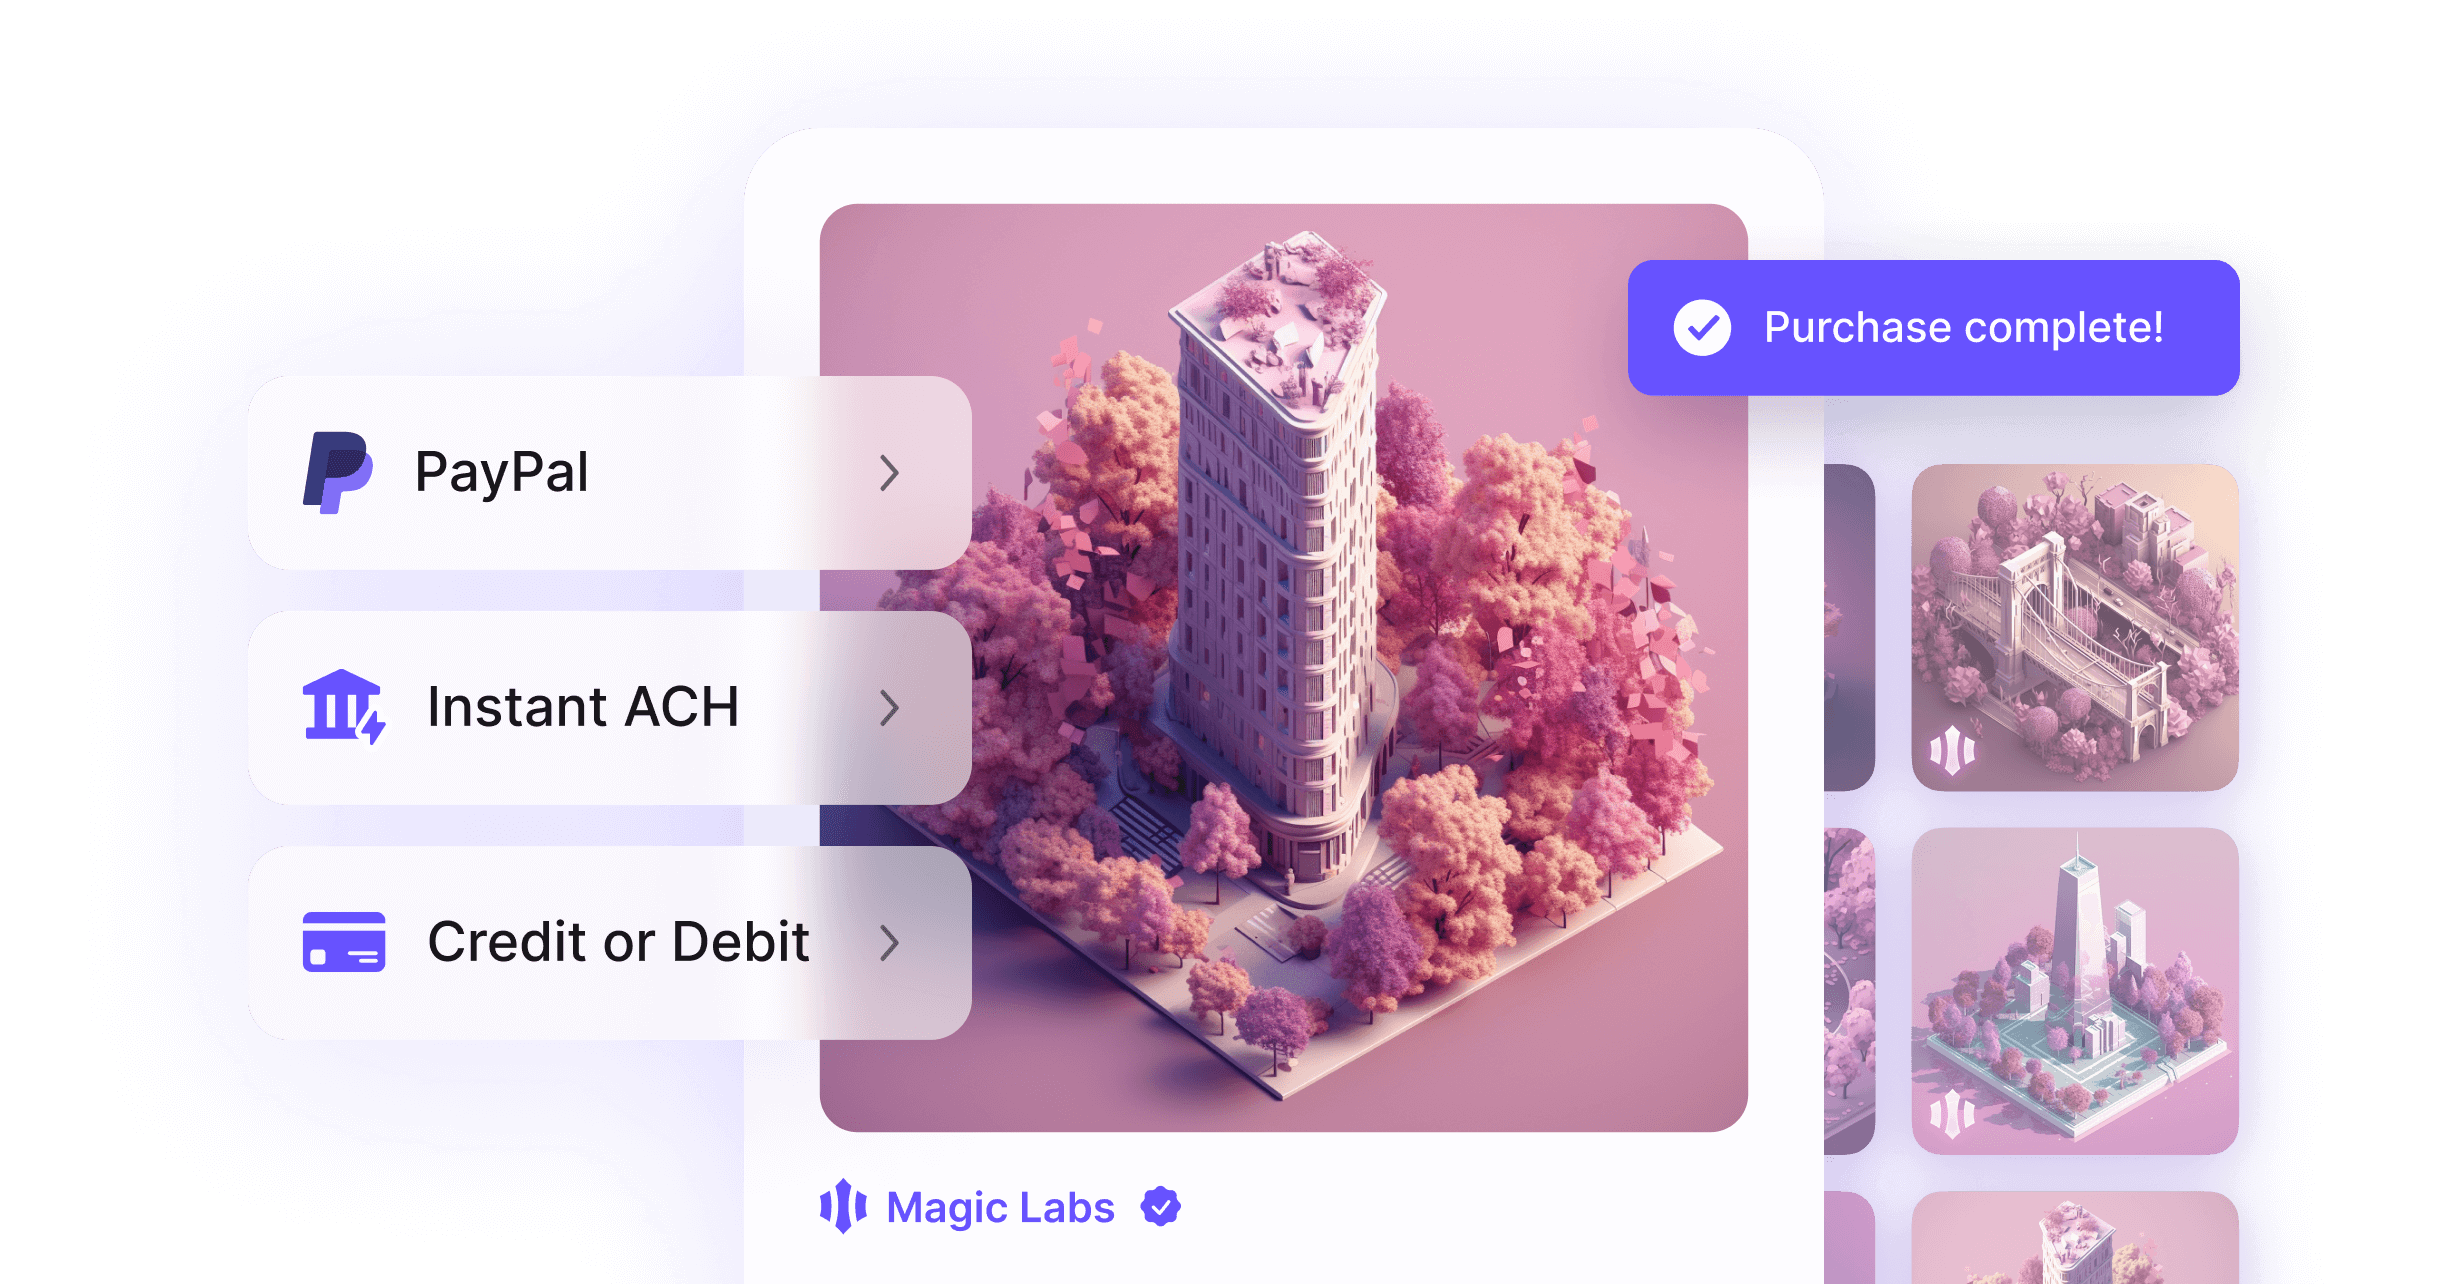 Purchase complete!
PayPal
Instant ACH
Credit or Debit
Magic Labs